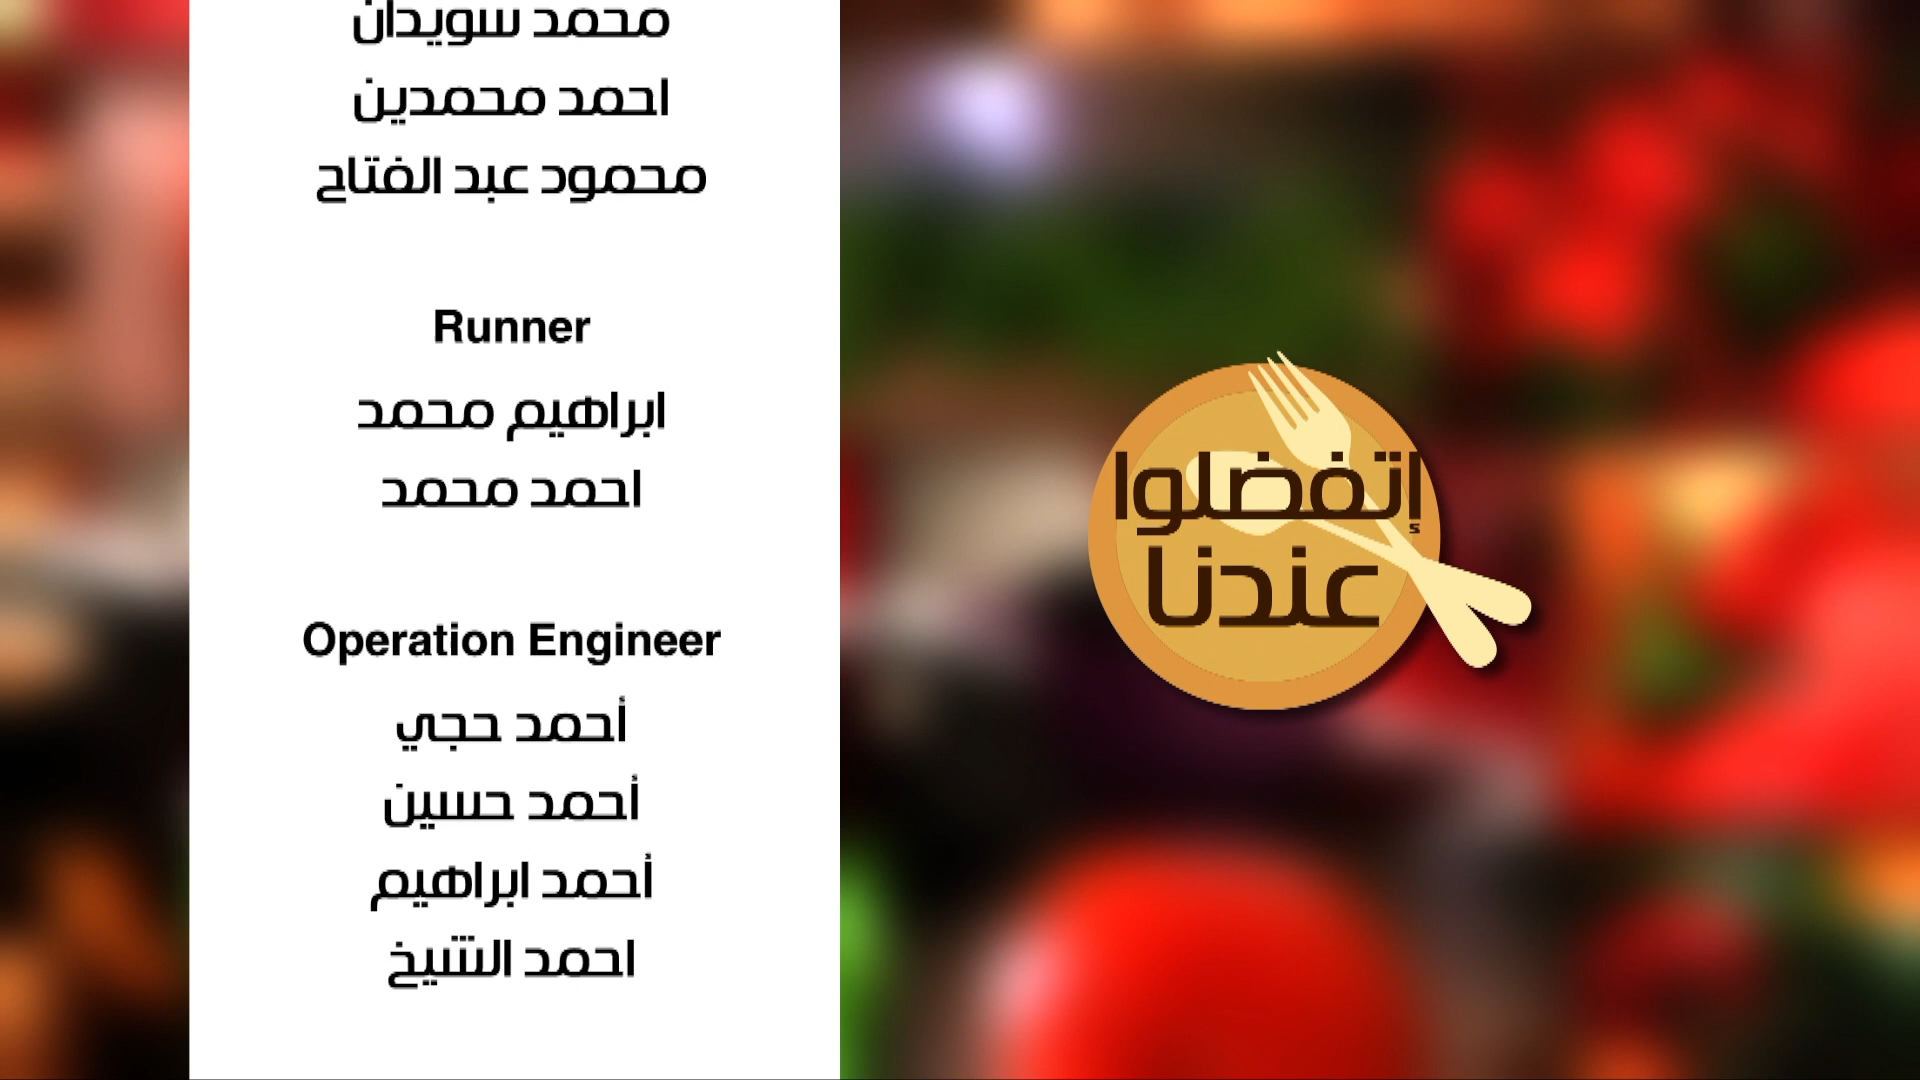 محمد سويدان
احمد محمدين
محمود عبد الفتاح
Runner
ابراهيم محمد
احمد محمد
Operation Engineer
أحمد حجي
أحمد حسين
أحمد ابراهيم
احمد الشيخ
إتفضلوا
عندنا